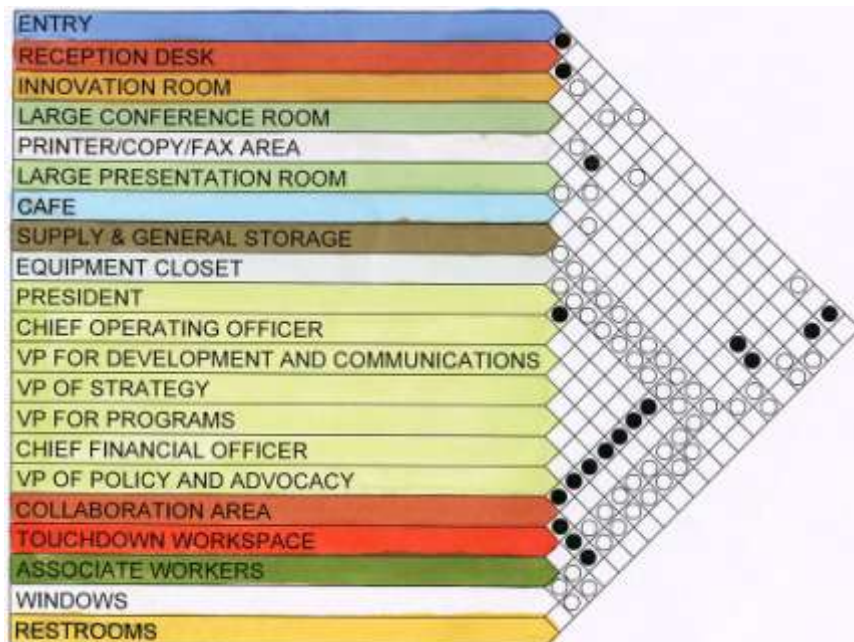 ENTRY
RECEPTION DESK
INNOVATION ROOM
LARGE CONFERENCE ROOM
PRINTER/COPY/FAX AREA
LARGE PRESENTATION ROOM
CAFE
SUPPLY & GENERAL STORAGE
EQUIPMENT CLOSET
PRESIDENT
CHIEF OPERATING OFFICER
VP FOR DEVELOPMENT AND COMMUNICATIONS
VP OF STRATEGY
VP FOR PROGRAMS
CHIEF FINANCIAL OFFICER
VP OF POLICY AND ADVOCACY
COLLABORATION AREA
TOUCHDOWN WORKSPACE
ASSOCIATE WORKERS
WINDOWS
RESTROOMS